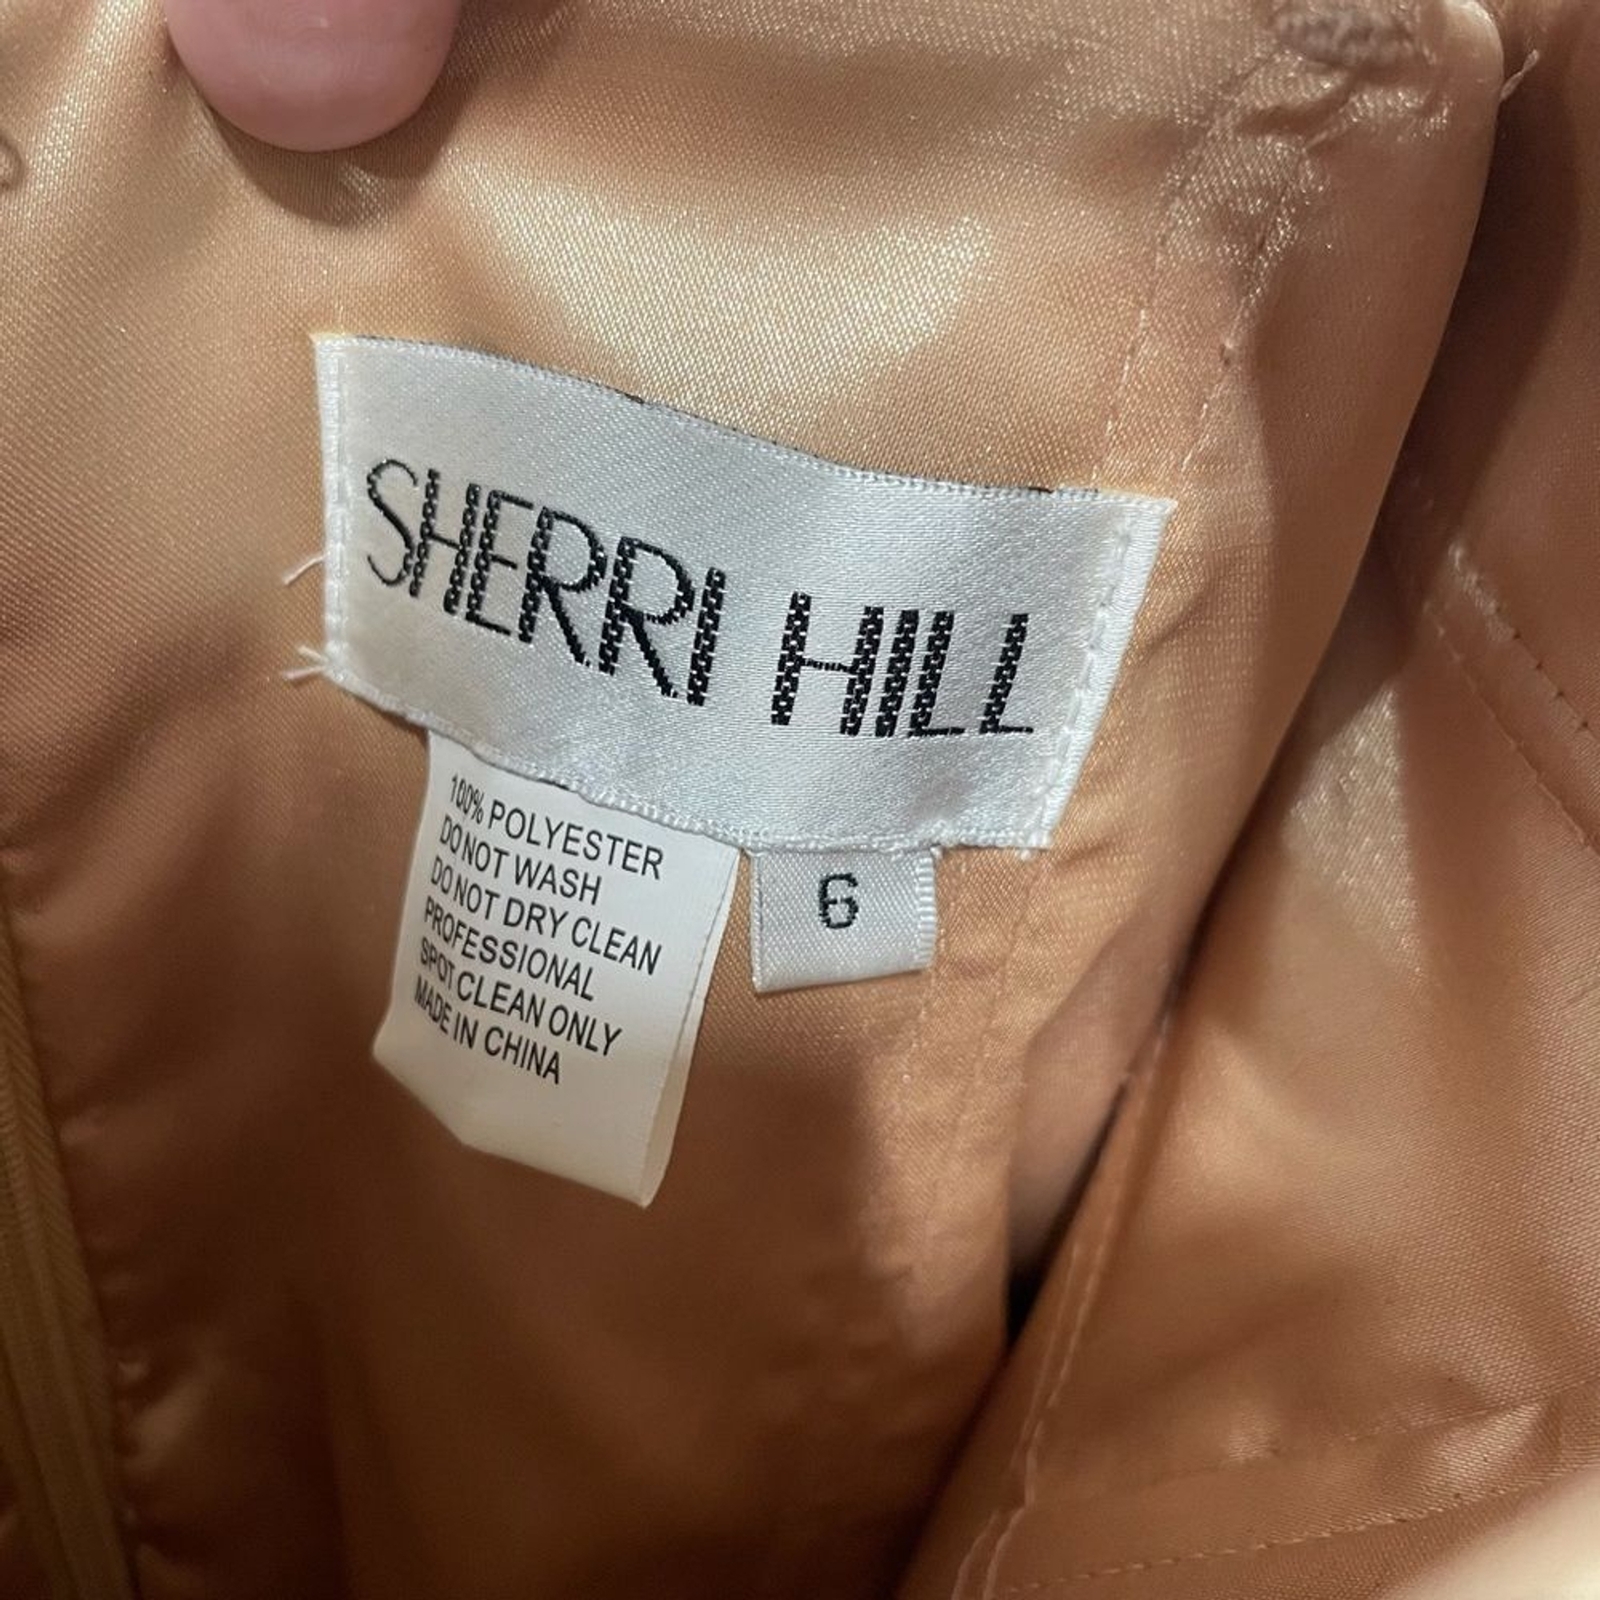 SHERRI HILL
100% POLYESTER
DO NOT WASH
DO NOT DRY CLEAN
PROFESSIONAL
SPOT CLEAN ONLY
MADE IN CHINA
6